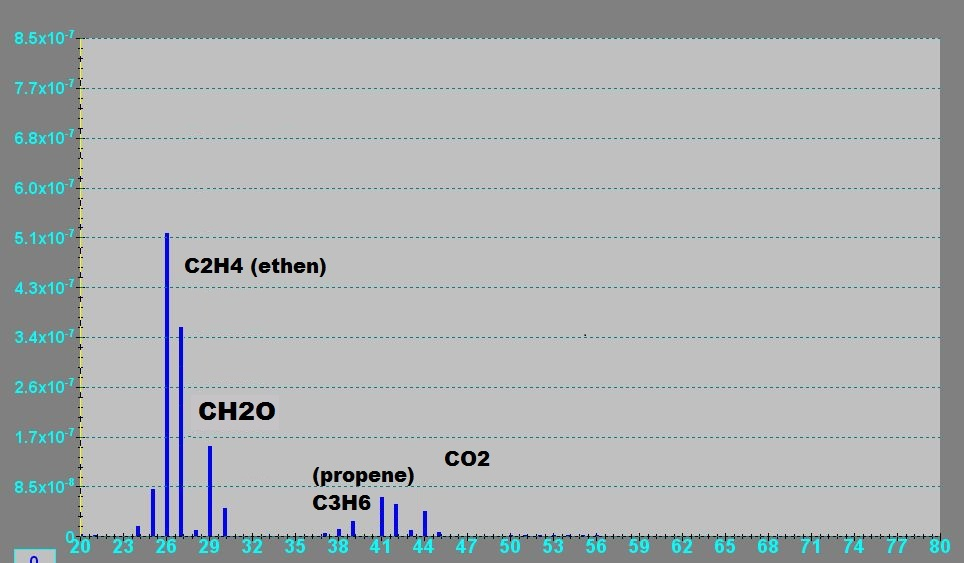 8.5x10-7
7.7x10-7
6.8x10-7
6.0x10-7
5.1x10-7
C2H4 (ethen)
4.3x10-7
3.4x10-7
2.6x10-7
CH2O
1.7x10-7
CO2
(propene)
8.5x10-8
C3H6
0
20 23 26 29 32 35 38 41 44 47 50 53 56 59 62 65 68 71 74 77 80
0